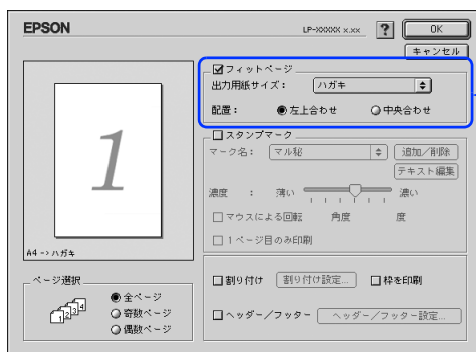 EPSON
LP-XXXXX x.xx
?
OK
キャンセル
フィットページ
出力用紙サイズ：
ハガキ
配置：
左上合わせ
中央合わせ
スタンプマーク
マーク名：
マル秘
追加／削除
テキスト編集
濃度 ：
薄い
濃い
マウスによる回転
角度
度
1ページ目のみ印刷
1
A4 -> ハガキ
ページ選択
1 2 3 4
全ページ
奇数ページ
偶数ページ
割り付け
割り付け設定...
枠を印刷
ヘッダー／フッター
ヘッダー／フッター設定...